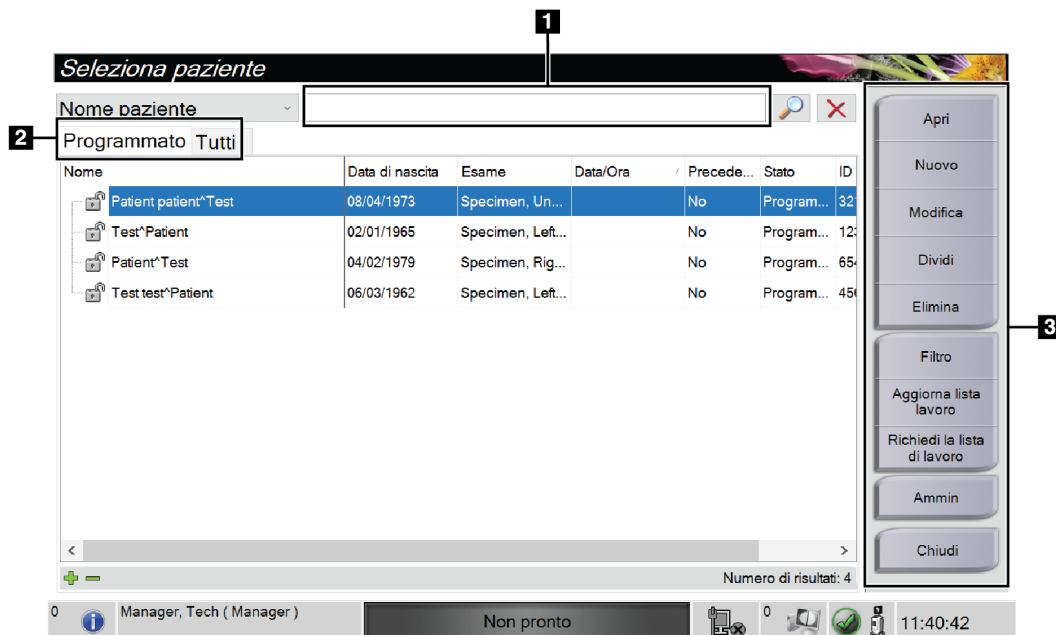 1
Seleziona paziente
Nome paziente
2
Programmato Tutti
Nome Data di nascita Esame Data/Ora Precede... Stato ID
Patient patient^Test 08/04/1973 Specimen, Un... No Program...
Test^Patient 02/01/1965 Specimen, Left... No Program...
Patient^Test 04/02/1979 Specimen, Rig... No Program...
Test test^Patient 06/03/1962 Specimen, Left... No Program...
Numero di risultati: 4
Apri
Nuovo
Modifica
Dividi
Elimina
3
Filtro
Aggiorna lista
lavoro
Richiedi la lista
di lavoro
Ammin
Chiudi
0 Manager, Tech ( Manager ) Non pronto 0 11:40:42